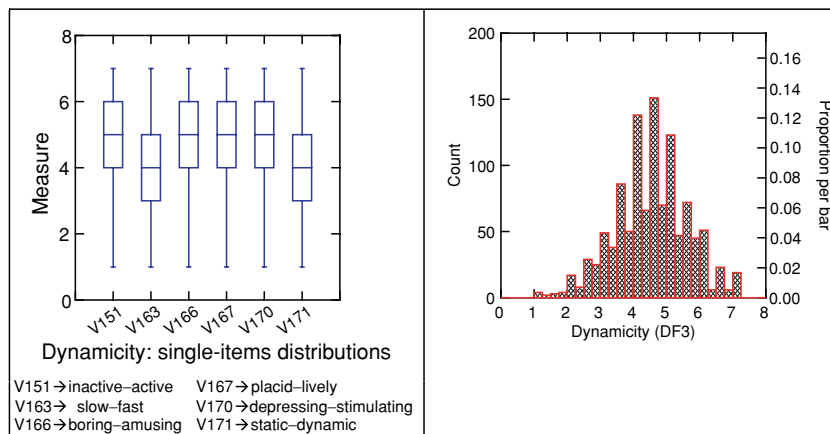 8
6
4
2
0
Measure
V151 V163 V166 V167 V170 V171
Dynamicity: single-items distributions
V151→inactive–active V167→placid–lively
V163→ slow–fast V170→depressing–stimulating
V166→boring–amusing V171→static–dynamic
200
150
100
50
0
Count
0.16
0.14
0.12
0.10
0.08
0.06
0.04
0.02
0.00
Proportion per bar
0 1 2 3 4 5 6 7 8
Dynamicity (DF3)